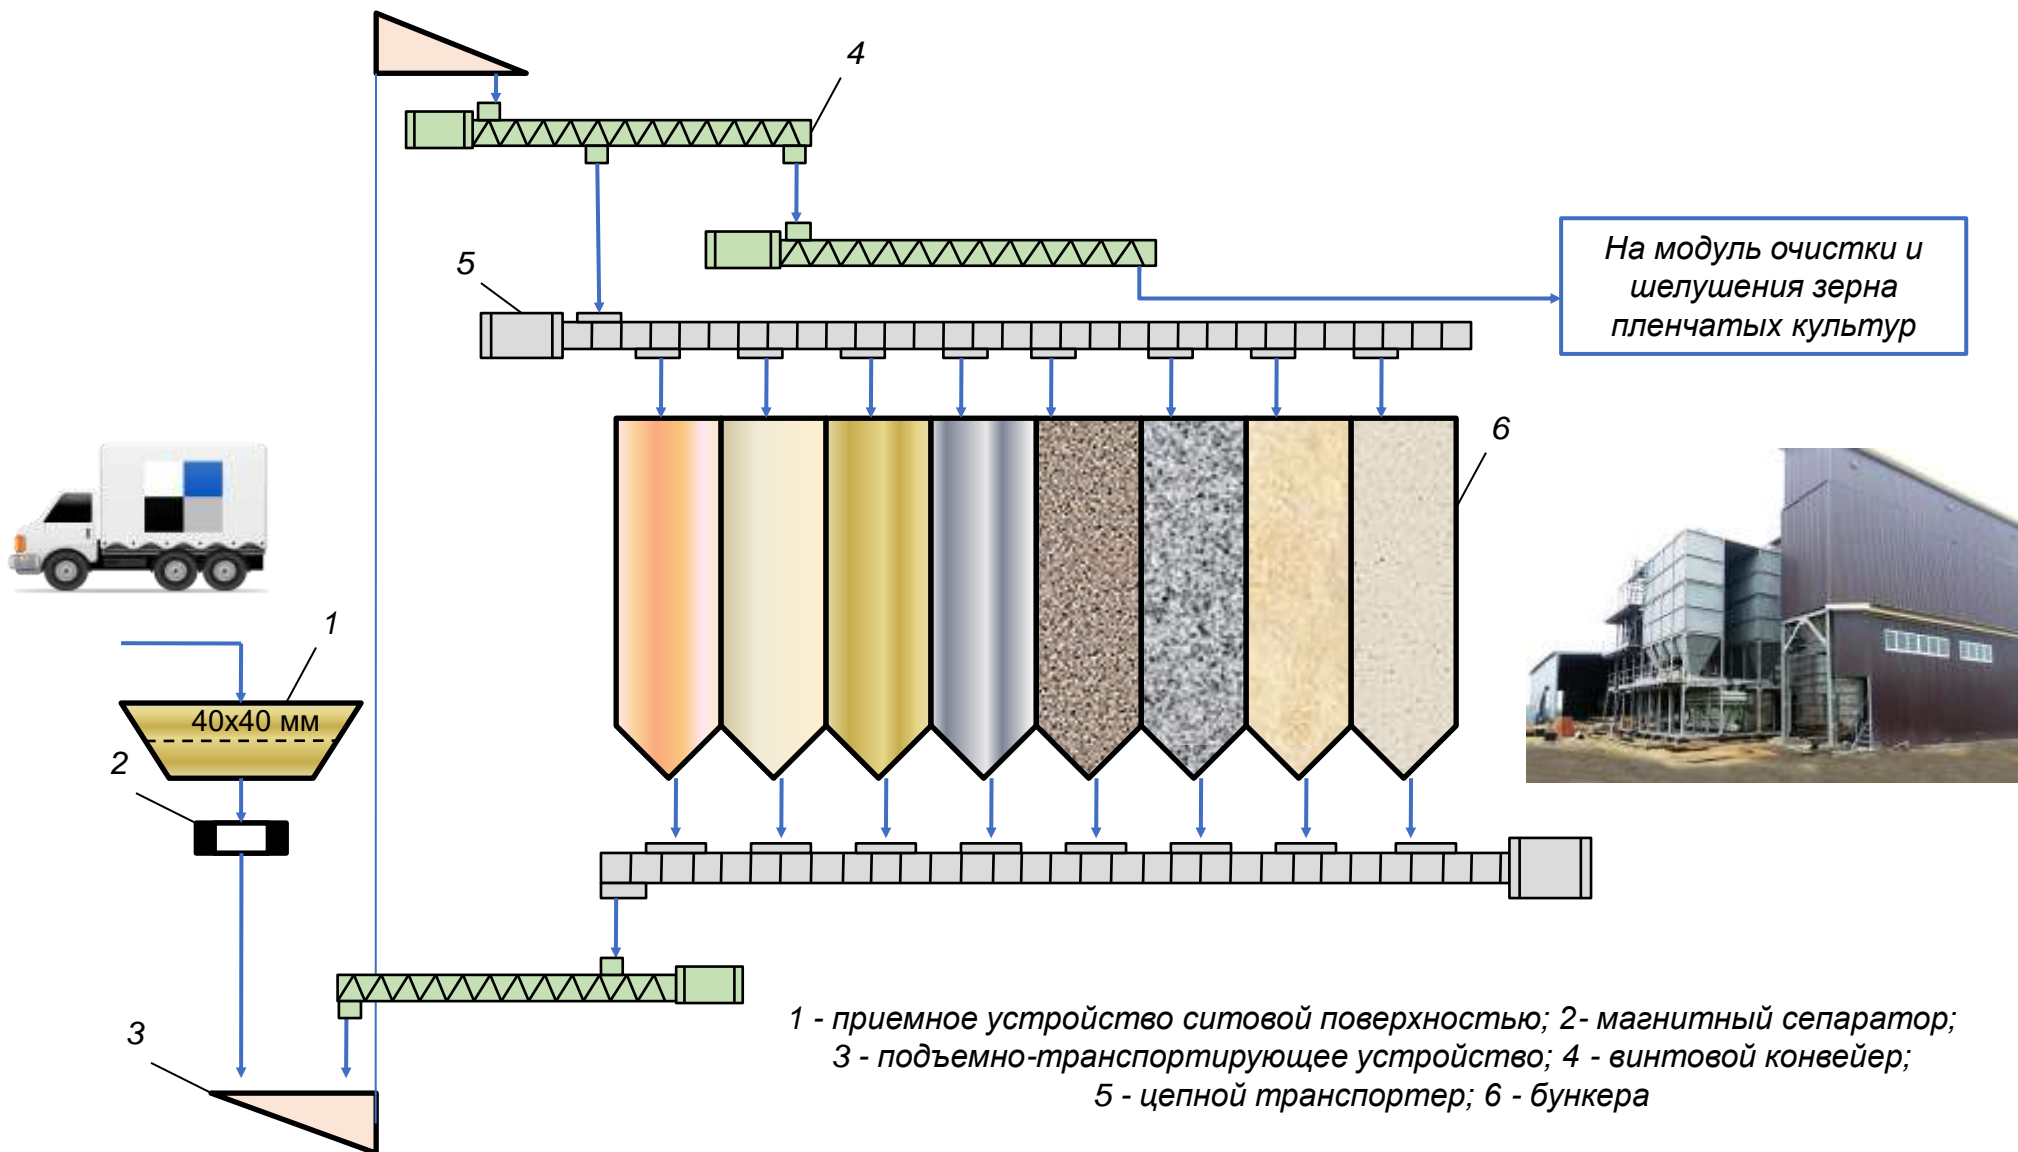 4
5
На модуль очистки и
шелушения зерна
пленчатых культур
6
1
40х40 мм
2
3
1 - приемное устройство ситовой поверхностью; 2- магнитный сепаратор;
3 - подъемно-транспортирующее устройство; 4 - винтовой конвейер;
5 - цепной транспортер; 6 - бункера